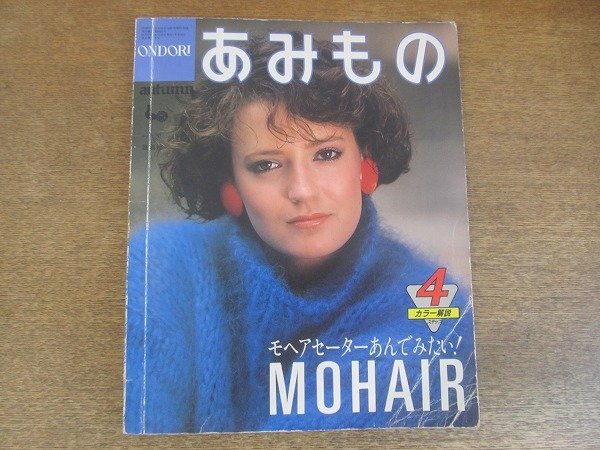 ONDORI
あみもの
autumn
4
カラー解説
モヘアセーターあんでみたい!
MOHAIR